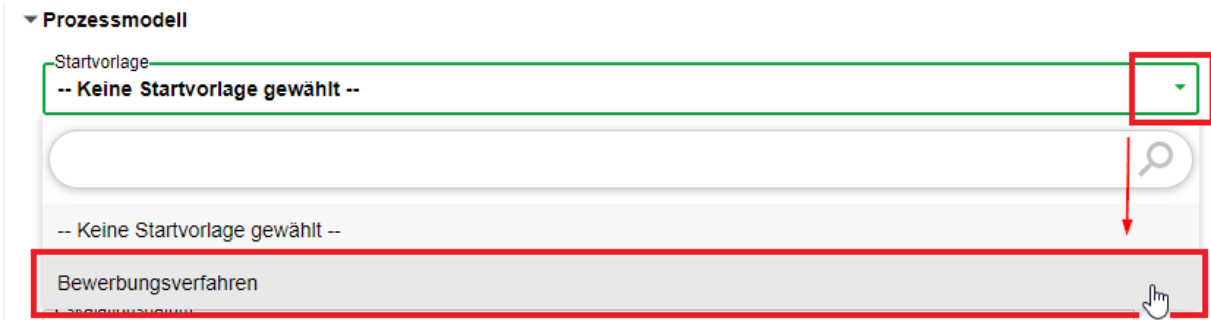 Prozessmodell
Startvorlage
-- Keine Startvorlage gewählt --
-- Keine Startvorlage gewählt --
Bewerbungsverfahren